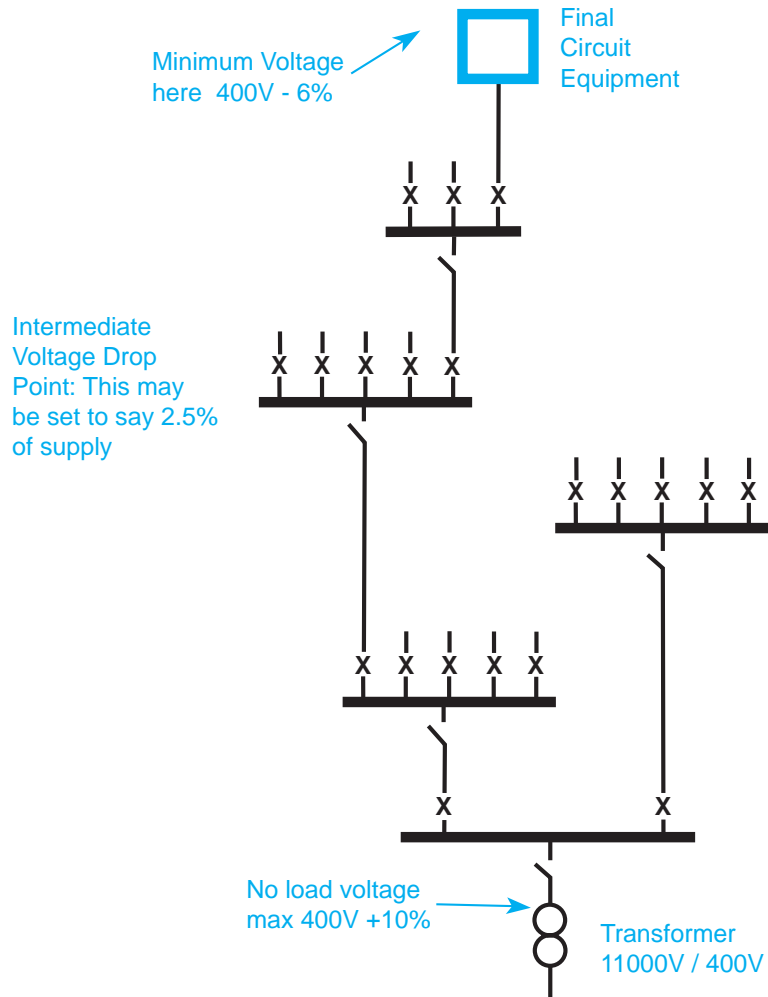 Final
Circuit
Equipment
Minimum Voltage
here 400V - 6%
X X X
Intermediate
Voltage Drop
Point: This may
be set to say 2.5%
of supply
X X X X X
X X X X X
X X X X X
X X
No load voltage
max 400V +10%
Transformer
11000V / 400V